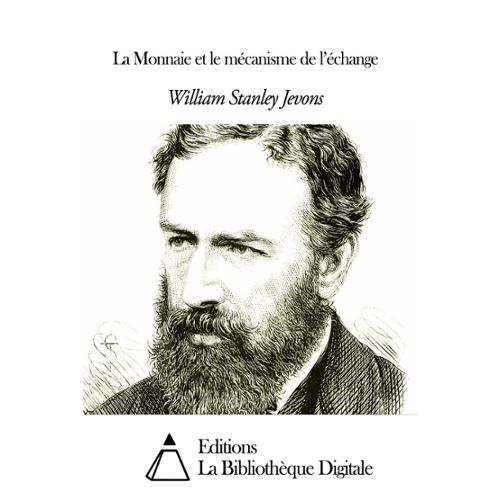 La Monnaie et le mécanisme de l'échange
William Stanley Jevons
Editions
La Bibliothèque Digitale